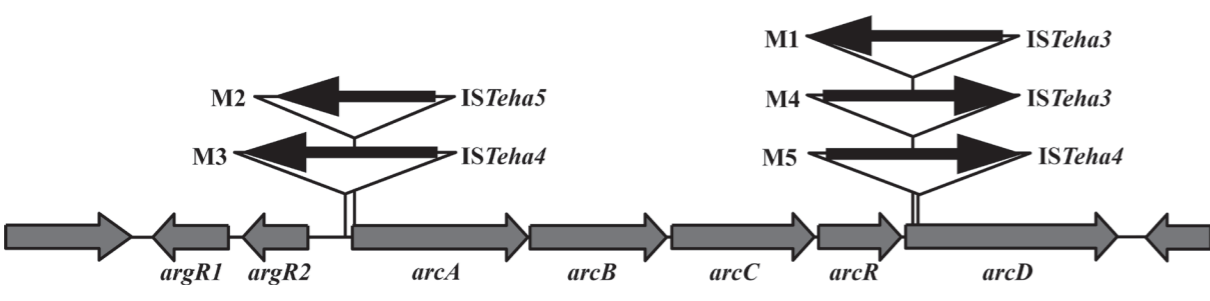 M1 ISTeha3
M2 ISTeha5 M4 ISTeha3
M3 ISTeha4 M5 ISTeha4
argR1 argR2 arcA arcB arcC arcR arcD